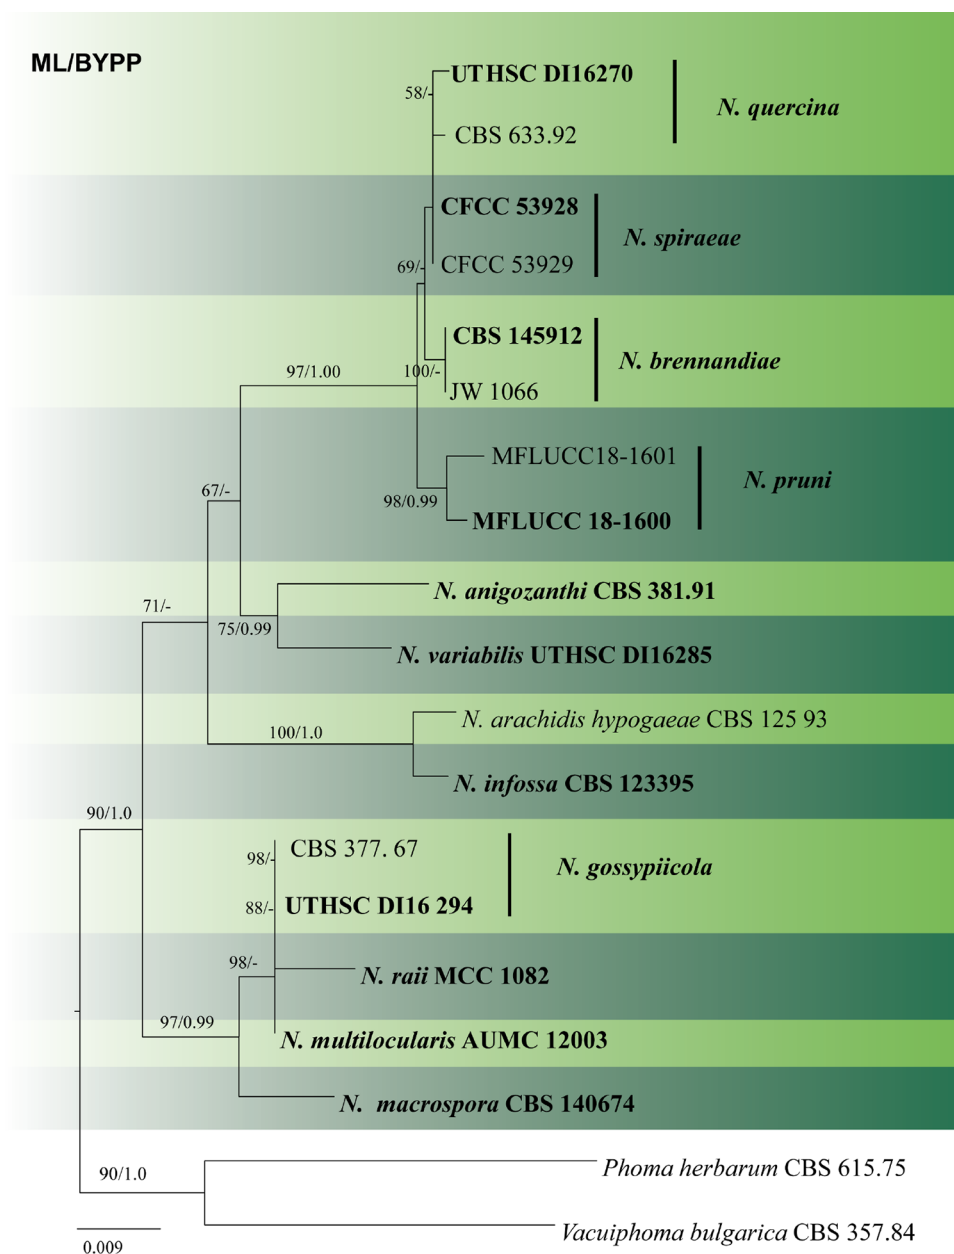 ML/BYPP
UTHSC DI16270
58/-
N. quercina
CBS 633.92
CFCC 53928
N. spiraeae
69/-
CFCC 53929
CBS 145912
N. brennandiae
97/1.00
100/-
JW 1066
MFLUCC18-1601
N. pruni
67/-
98/0.99
MFLUCC 18-1600
N. anigozanthi CBS 381.91
71/-
75/0.99
N. variabilis UTHSC DI16285
N. arachidis hypogaeae CBS 125 93
100/1.0
N. infossa CBS 123395
90/1.0
CBS 377. 67
98/-
N. gossypiicola
88/-
UTHSC DI16 294
98/-
N. raii MCC 1082
97/0.99
N. multilocularis AUMC 12003
N. macrospora CBS 140674
90/1.0
Phoma herbarum CBS 615.75
Vacuiphoma bulgarica CBS 357.84
0.009